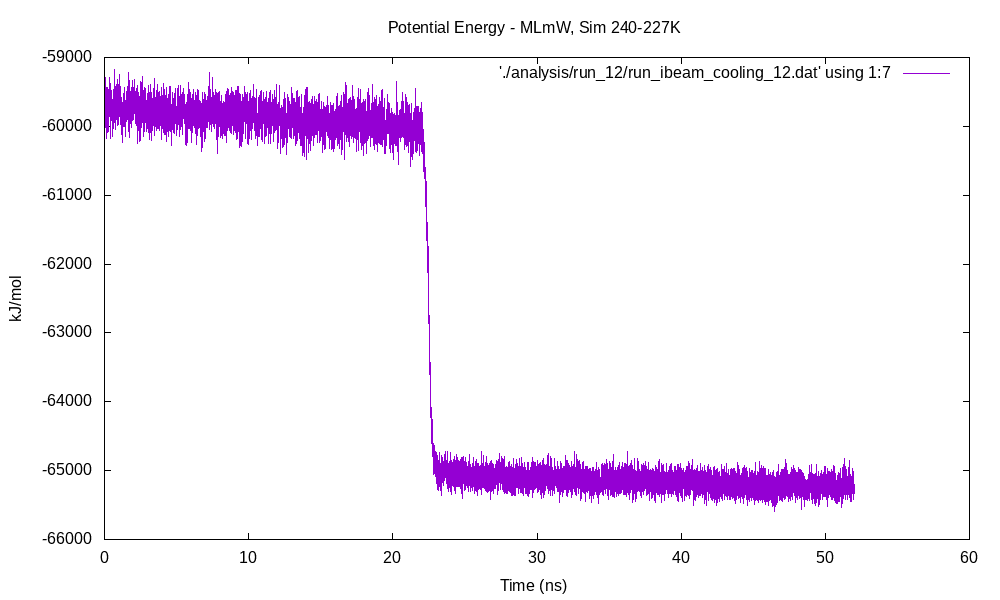 Potential Energy - MLmW, Sim 240-227K
'./analysis/run_12/run_ibeam_cooling_12.dat' using 1:7
-59000
-60000
-61000
-62000
-63000
-64000
-65000
-66000
kJ/mol
0 10 20 30 40 50 60
Time (ns)